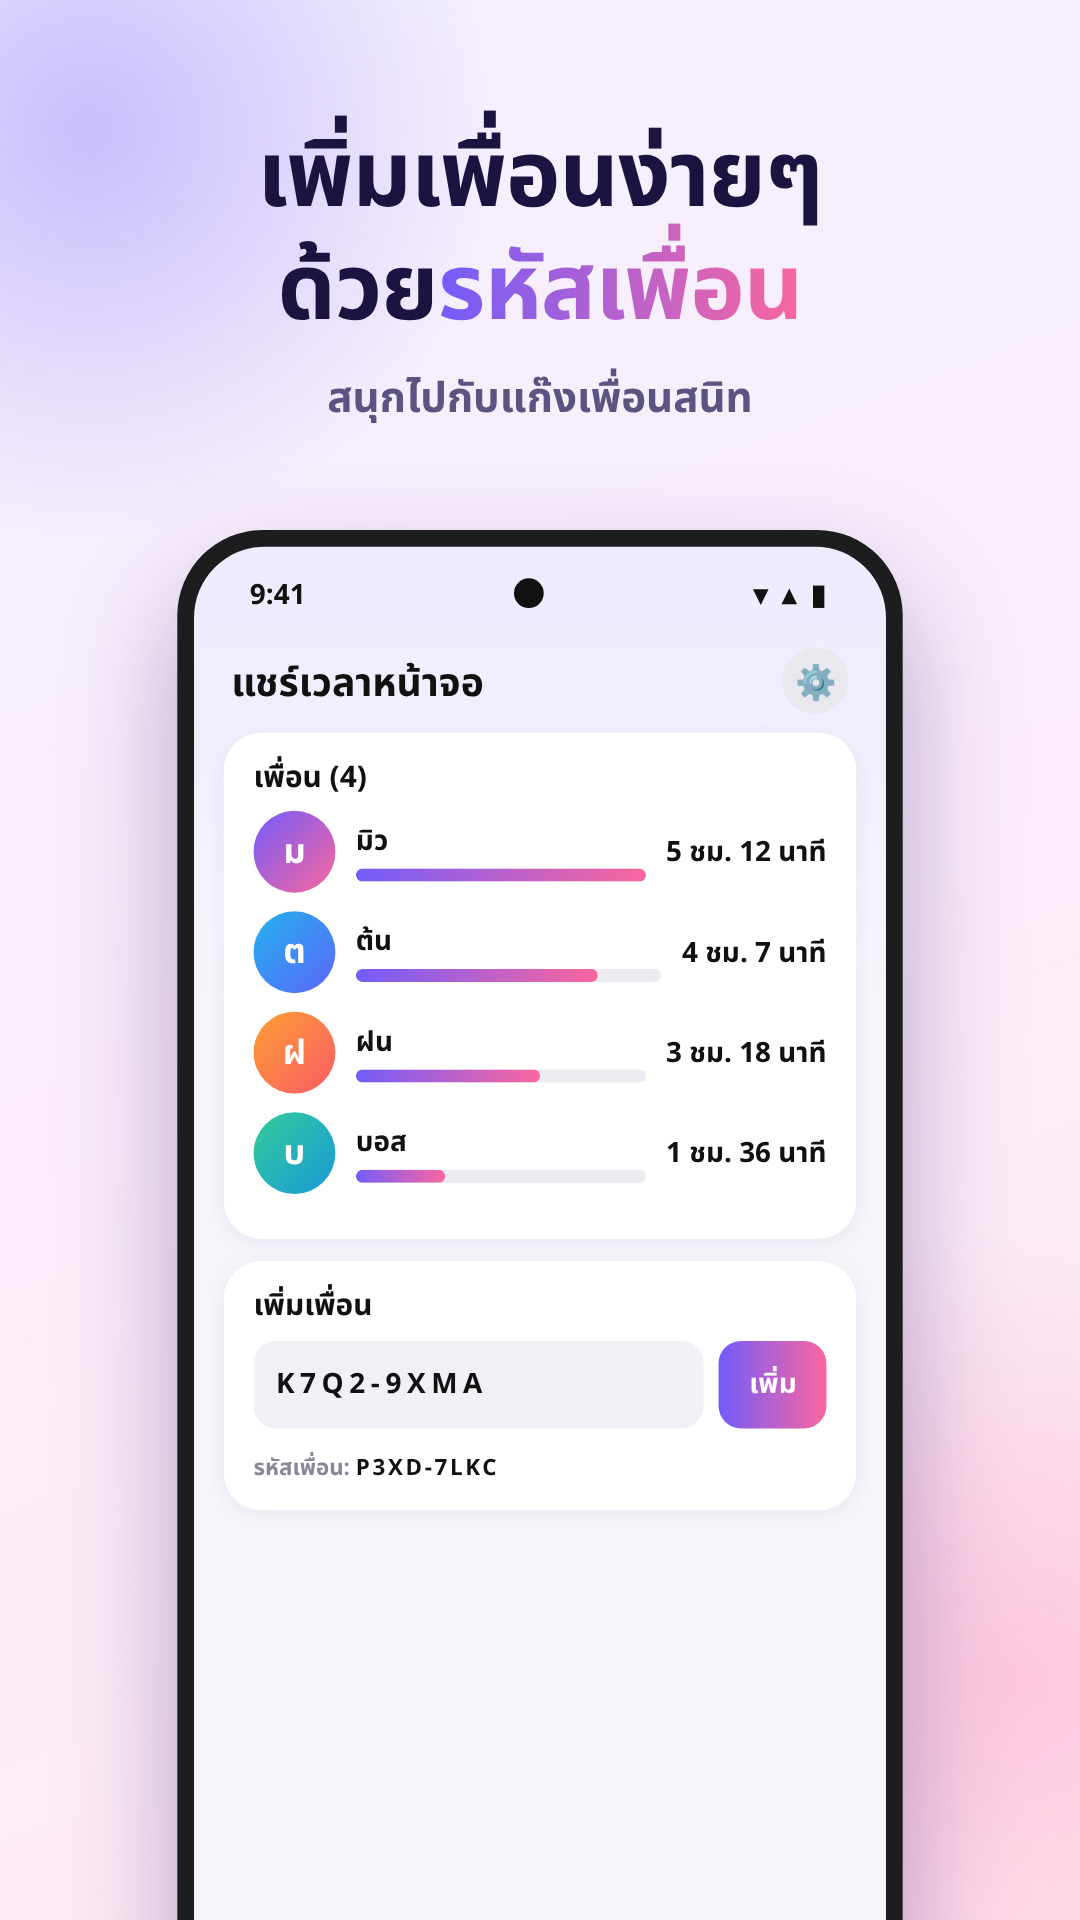 เพิ่มเพื่อนง่ายๆ
ด้วยรหัสเพื่อน
สนุกไปกับแก๊งเพื่อนสนิท
9:41
แชร์เวลาหน้าจอ
เพื่อน (4)
ม
มิว
5 ชม. 12 นาที
ต
ต้น
4 ชม. 7 นาที
ฝ
ฝน
3 ชม. 18 นาที
บ
บอส
1 ชม. 36 นาที
เพิ่มเพื่อน
K7Q2-9XMA
เพิ่ม
รหัสเพื่อน: P3XD-7LKC